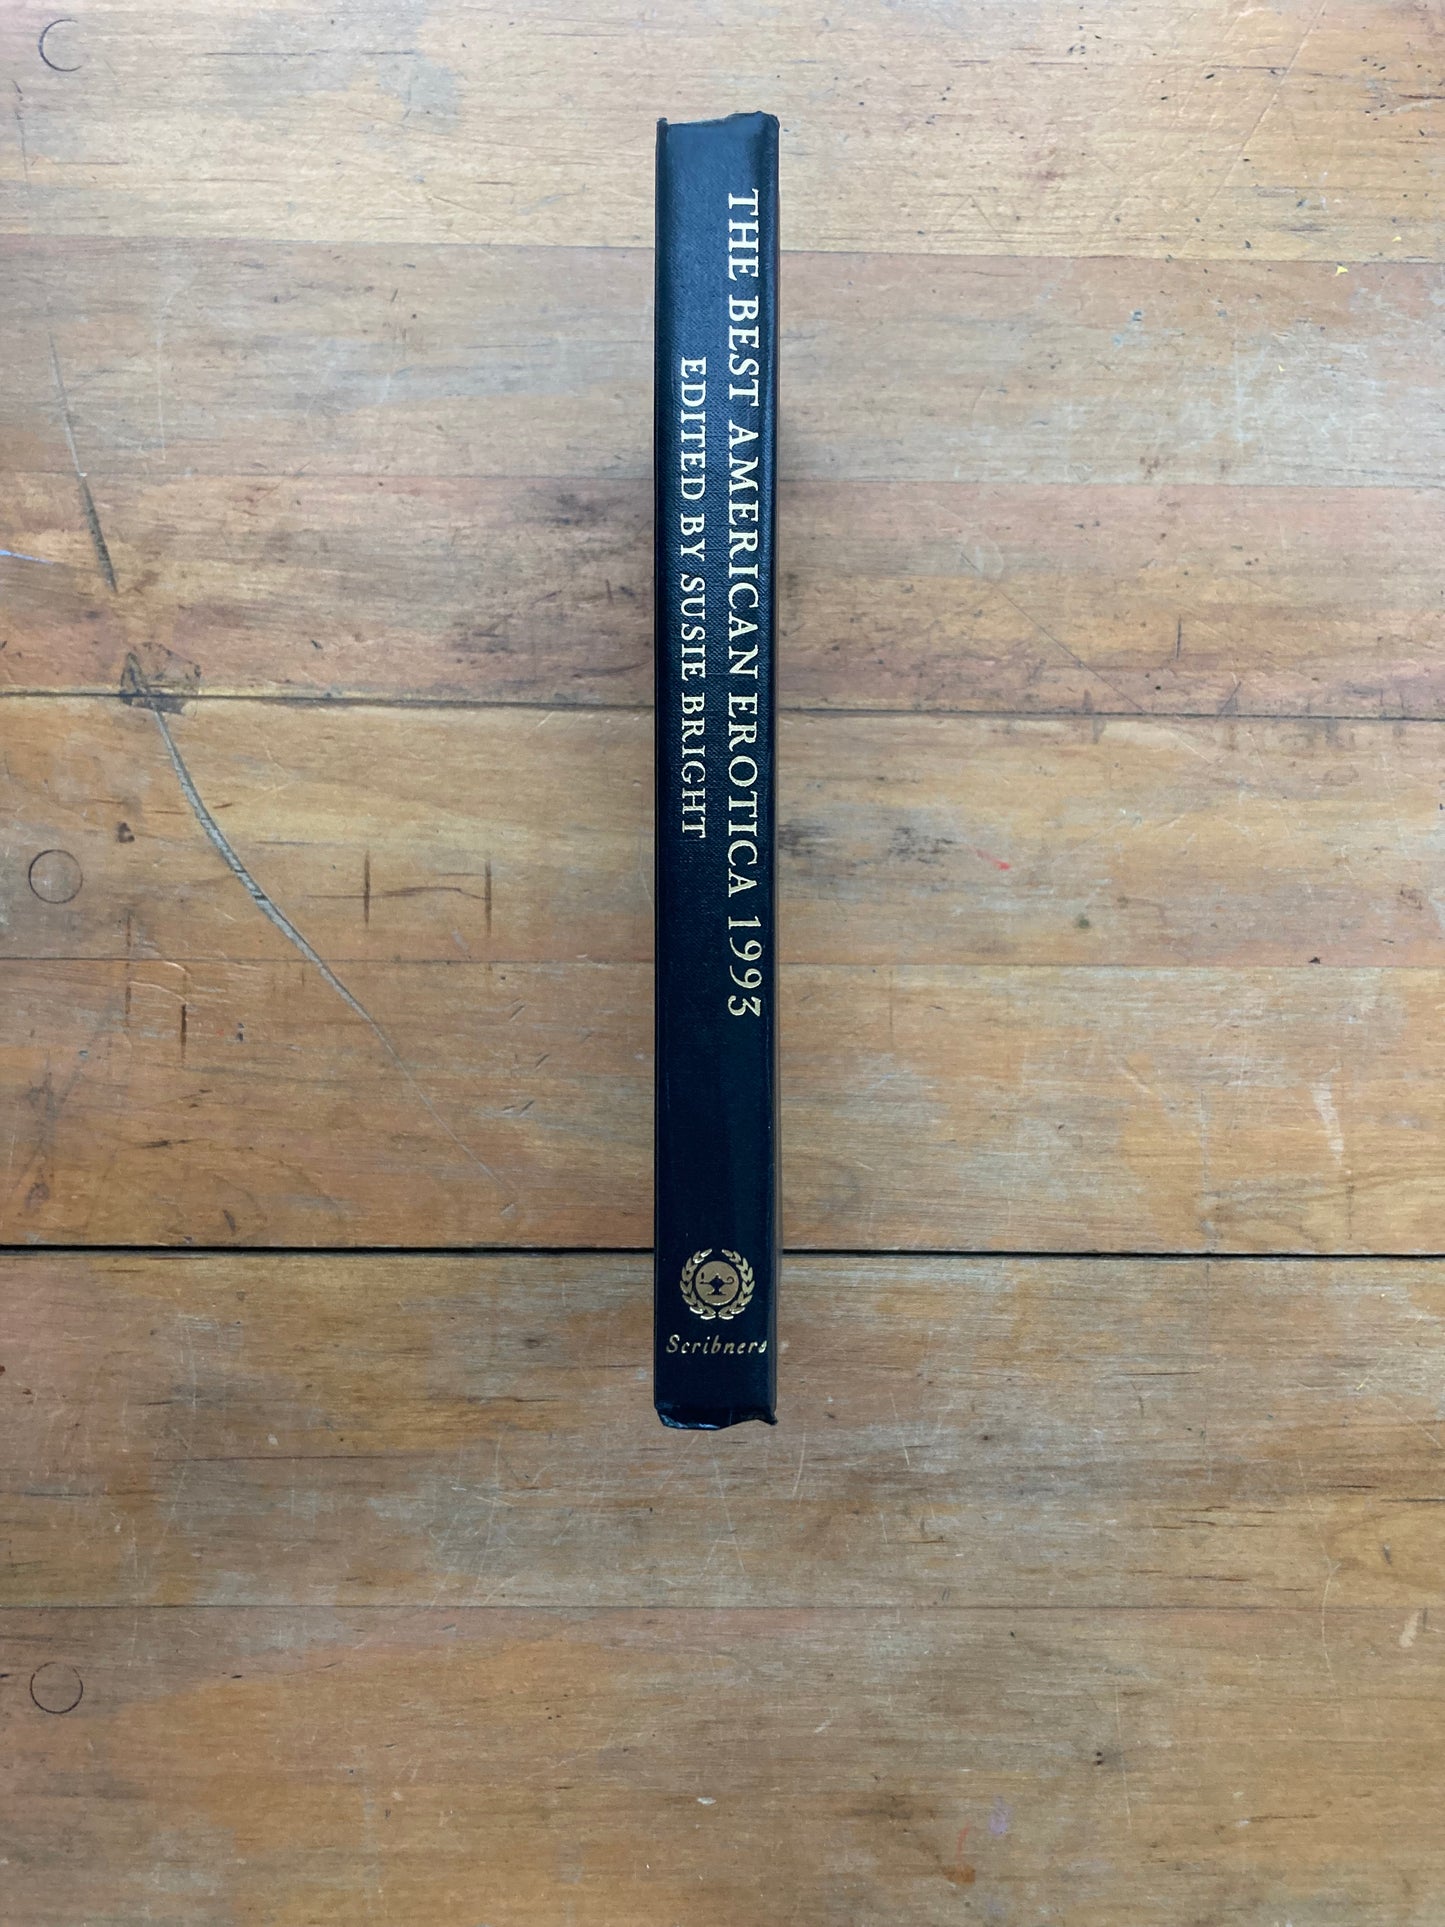 THE BEST AMERICAN EROTICA 1993
EDITED BY SUSIE BRIGHT
Scribners